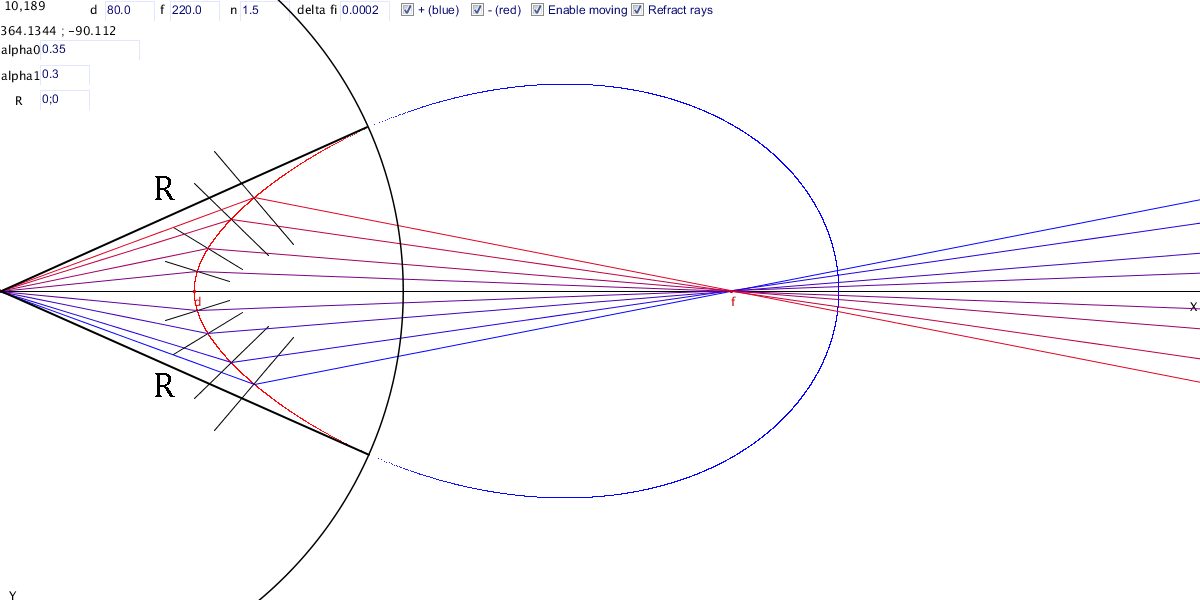 10,189 d 80.0 f 220.0 n 1.5 delta fi 0.0002 + (blue) - (red) Enable moving Refract rays
364.1344 ; -90.112
alpha0 0.35
alpha1 0.3
R 0;0
R
d
f
X
R
Y